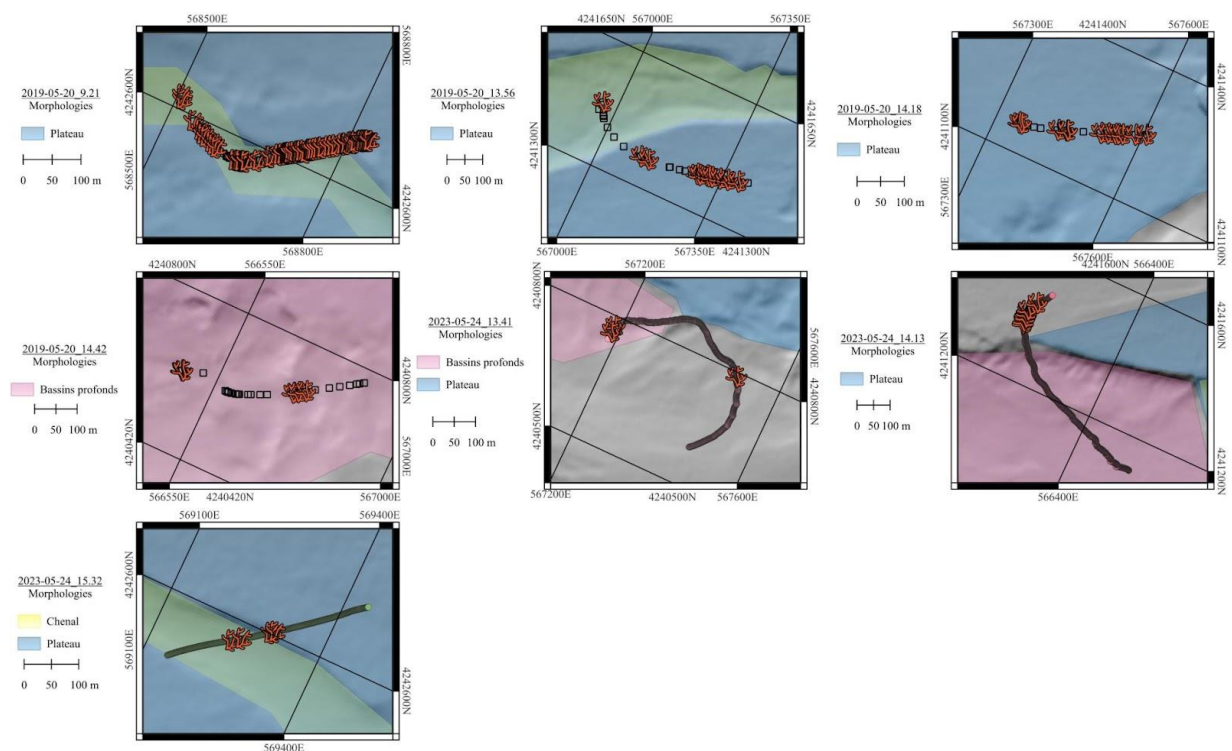 568500E
568800E
4242600N
2019-05-20_9.21
Morphologies
Plateau
0 50 100 m
568500E
4242600N
568800E
4241650N 567000E 567350E
2019-05-20_13.56
Morphologies
Plateau
0 50 100 m
4241300N
4241650N
567000E 567350E 4241300N
567300E 4241400N 567600E
2019-05-20_14.18
Morphologies
Plateau
0 50 100 m
4241100N
567300E
4241400N
4241100N
567600E
4240800N 566550E
2019-05-20_14.42
Morphologies
Bassins profonds
0 50 100 m
4240420N
4240800N
567000E
566550E 4240420N 567000E
4240800N
567200E
2023-05-24_13.41
Morphologies
Bassins profonds
Plateau
0 50 100 m
4240500N
567600E
4240800N
567200E 4240500N 567600E
4241600N 566400E
2023-05-24_14.13
Morphologies
Plateau
0 50 100 m
4241200N
4241600N
4241200N
566400E
569100E 569400E
2023-05-24_15.32
Morphologies
Chenal
Plateau
0 50 100 m
4242600N
569100E
4242600N
569400E